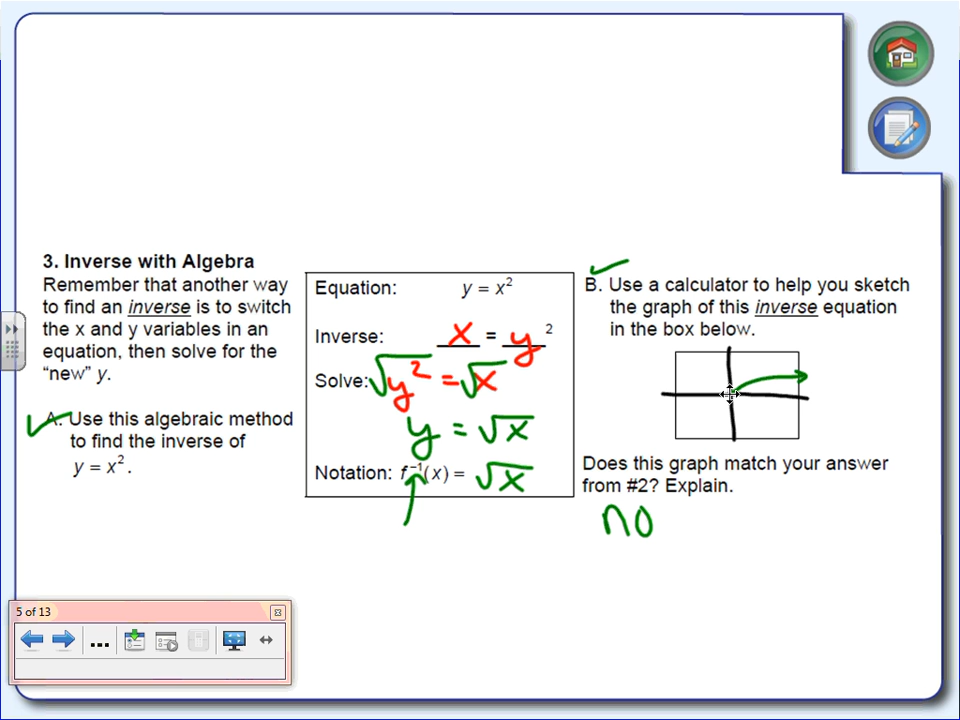 3. Inverse with Algebra
Remember that another way
to find an inverse is to switch
the x and y variables in an
equation, then solve for the
“new” y.
A. Use this algebraic method
to find the inverse of
y = x².
Equation: y = x²
Inverse: x = y ²
Solve: √y² = √x
y = √x
Notation: f⁻¹(x) = √x
B. Use a calculator to help you sketch
the graph of this inverse equation
in the box below.
Does this graph match your answer
from #2? Explain.
no
5 of 13
...